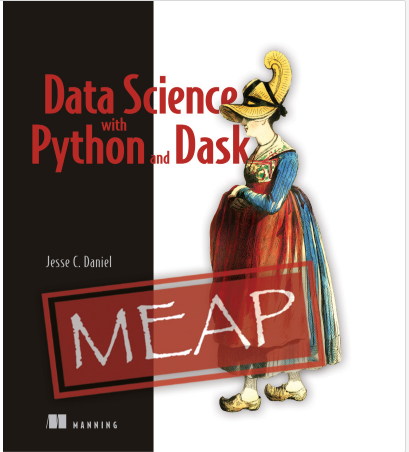 Data Science
with
Python and Dask
Jesse C. Daniel
MEAP
MANNING